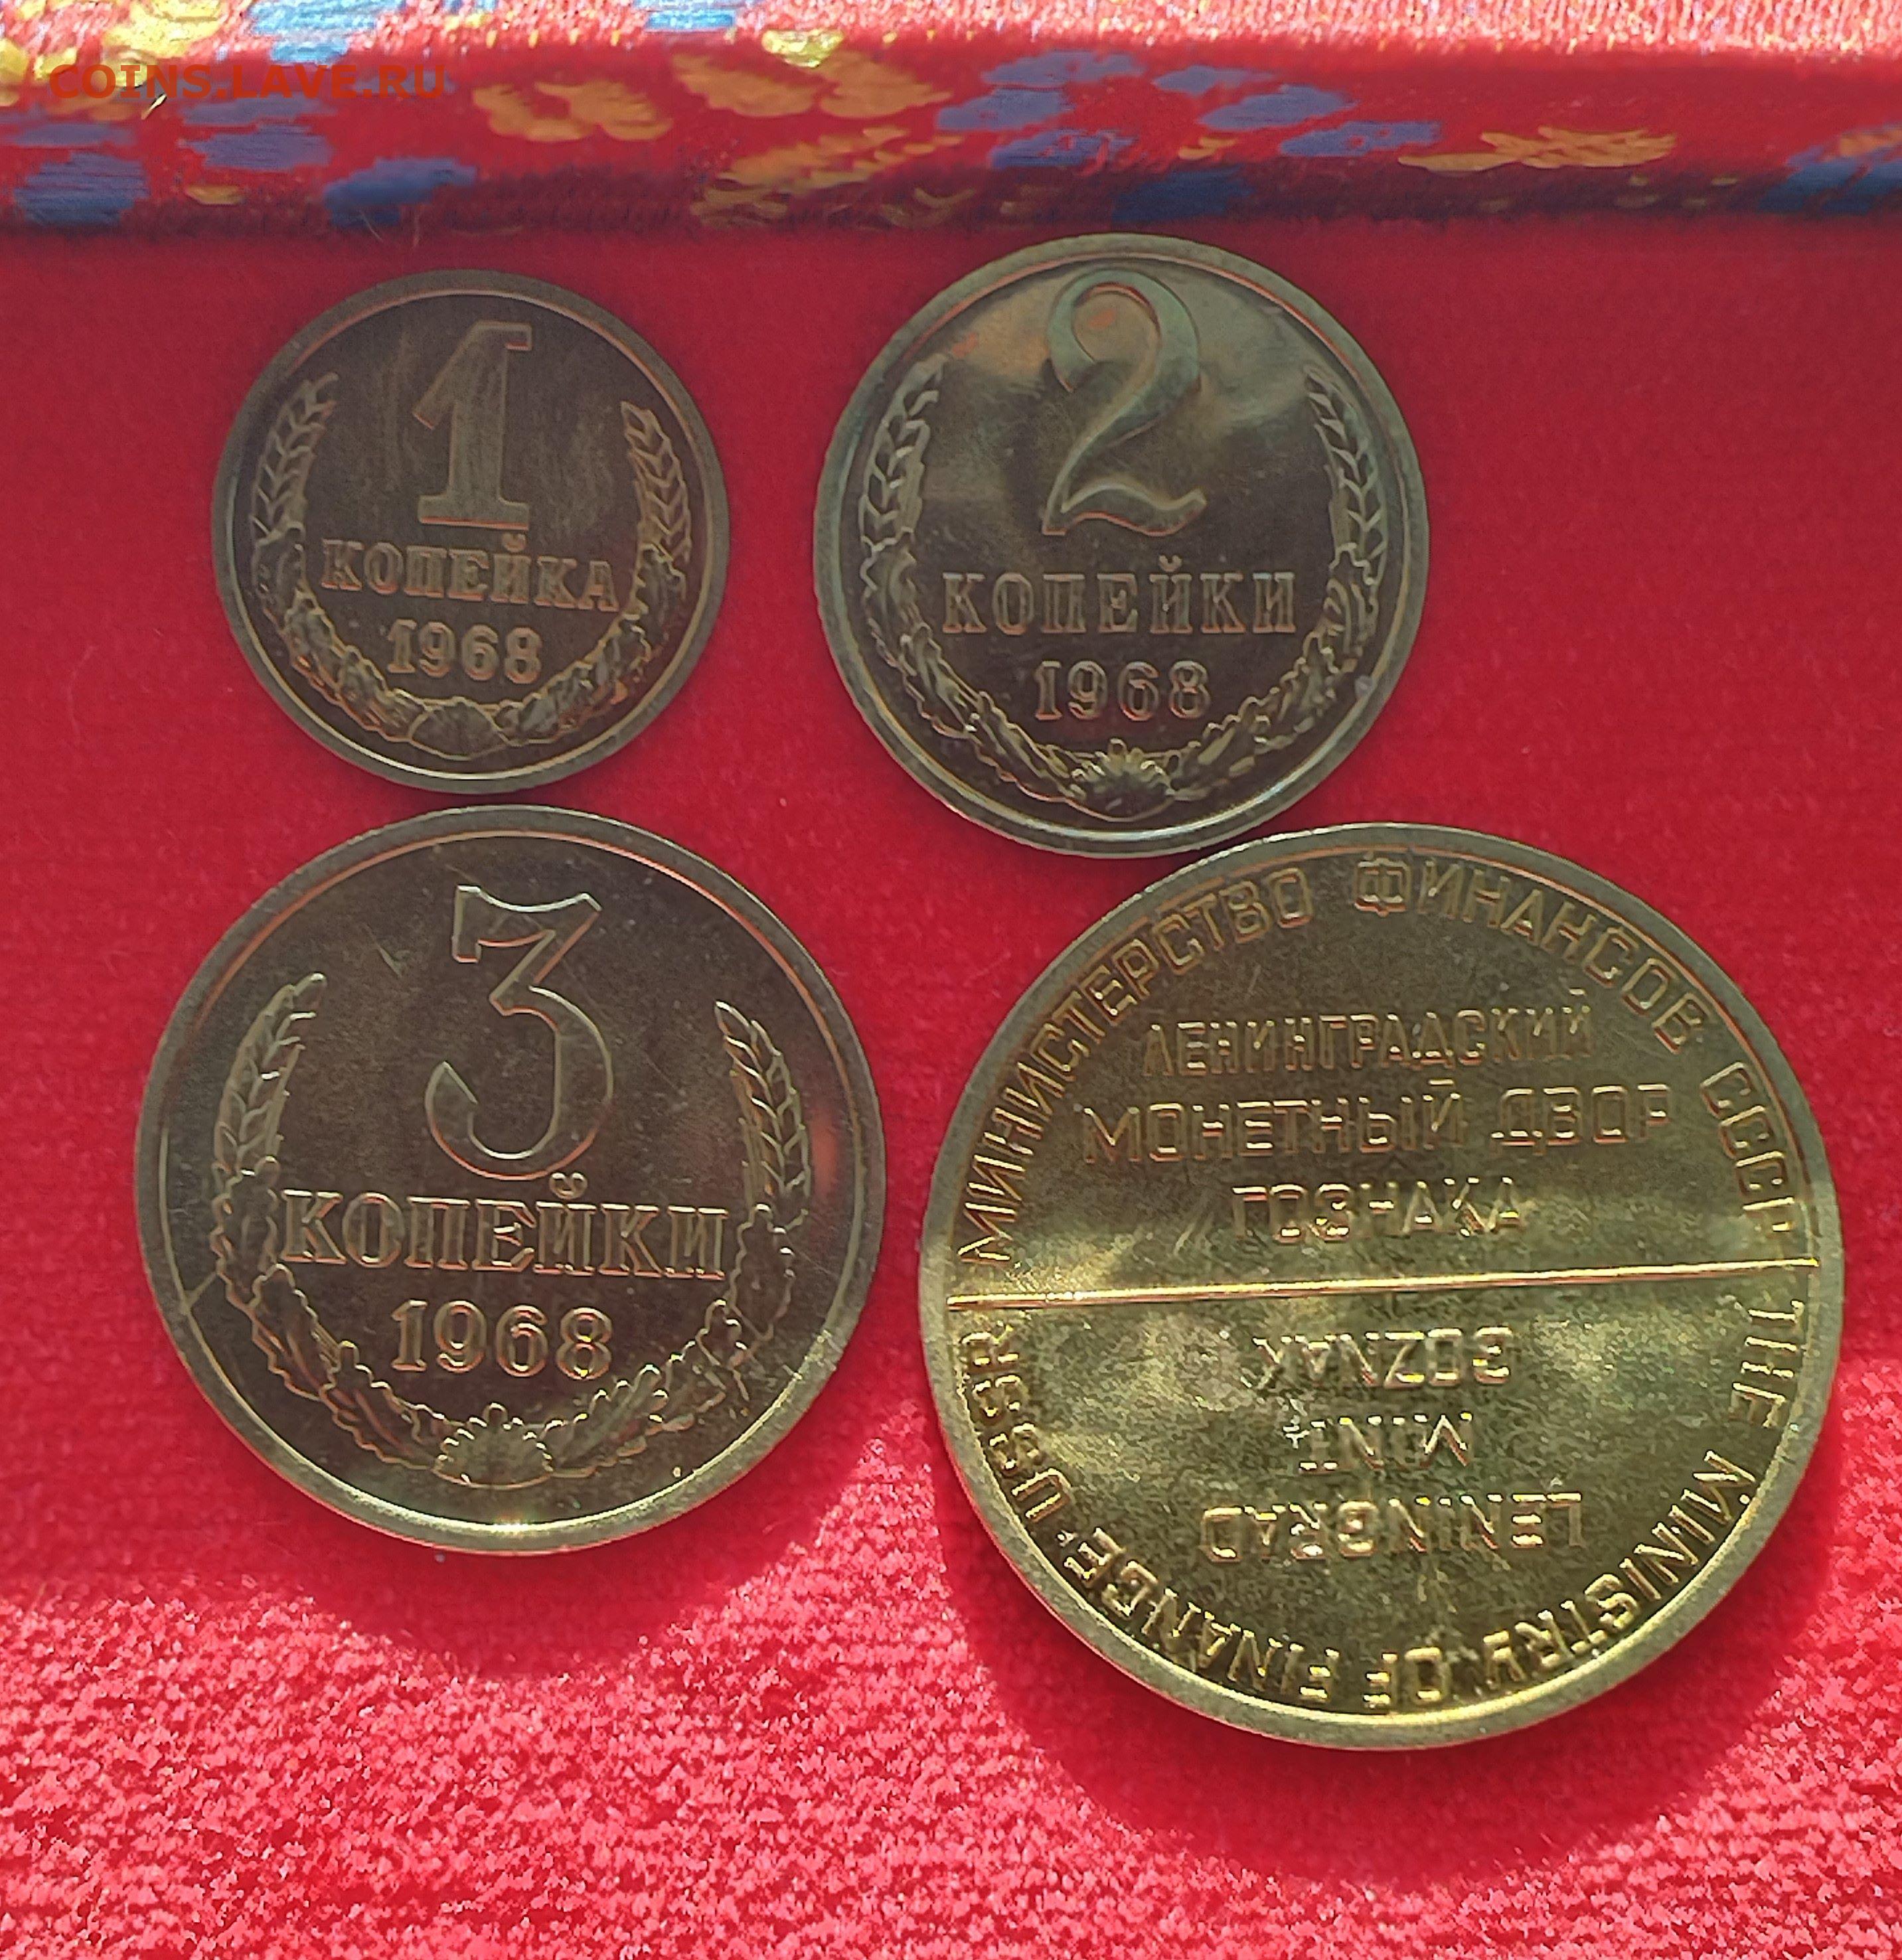 COINS.LAVE.RU
1
КОПЕЙКА
1968
2
КОПЕЙКИ
1968
3
КОПЕЙКИ
1968
МИНИСТЕРСТВО ФИНАНСОВ СССР
ЛЕНИНГРАДСКИЙ
МОНЕТНЫЙ ДВОР
ГОЗНАКА
THE MINISTRY OF FINANCE USSR
LENINGRAD
MINT
GOZNAK